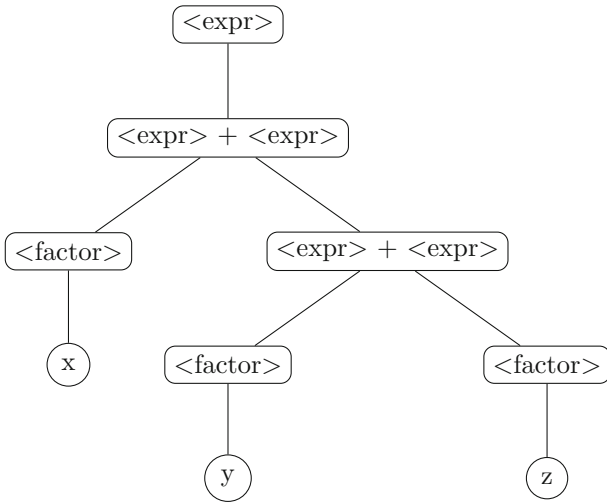 <expr>
<expr> + <expr>
<factor>
<expr> + <expr>
x
<factor>
<factor>
y
z